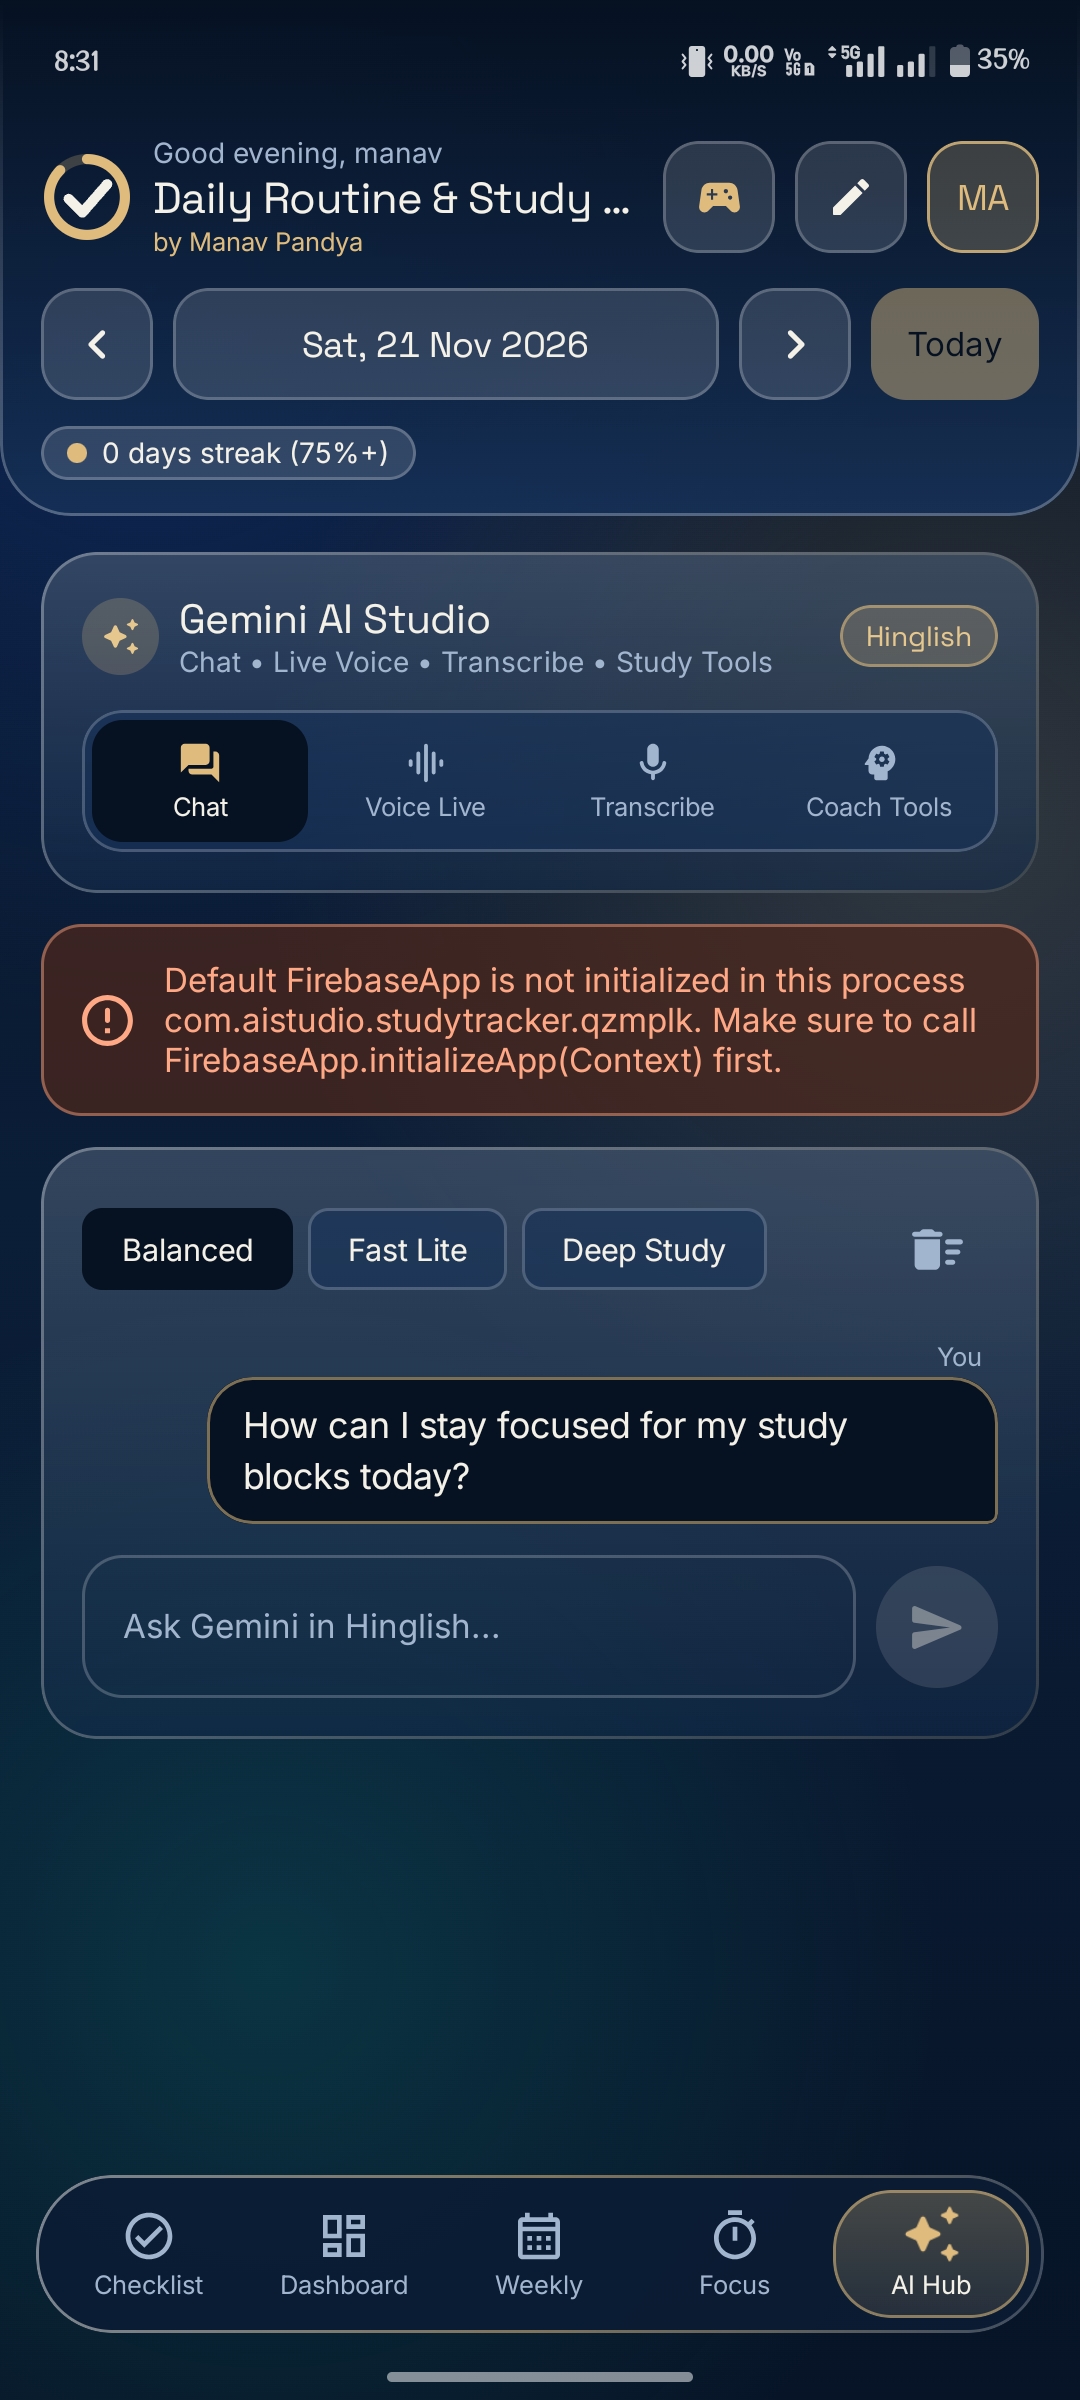 8:31
0.00 KB/S Vo 5G 5G 35%
Good evening, manav
Daily Routine & Study ...
by Manav Pandya
MA
Sat, 21 Nov 2026
Today
0 days streak (75%+)
Gemini AI Studio
Chat • Live Voice • Transcribe • Study Tools
Hinglish
Chat
Voice Live
Transcribe
Coach Tools
Default FirebaseApp is not initialized in this process
com.aistudio.studytracker.qzmplk. Make sure to call
FirebaseApp.initializeApp(Context) first.
Balanced
Fast Lite
Deep Study
You
How can I stay focused for my study
blocks today?
Ask Gemini in Hinglish...
Checklist
Dashboard
Weekly
Focus
AI Hub